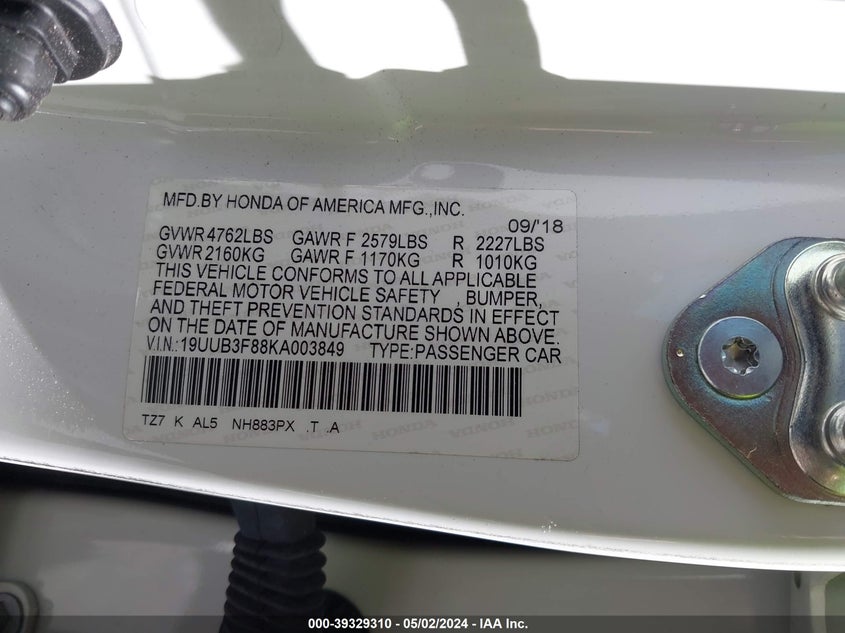 MFD.BY HONDA OF AMERICA MFG.,INC.
09/'18
GVWR 4762LBS GAWR F 2579LBS R 2227LBS
GVWR 2160KG GAWR F 1170KG R 1010KG
THIS VEHICLE CONFORMS TO ALL APPLICABLE
FEDERAL MOTOR VEHICLE SAFETY , BUMPER,
AND THEFT PREVENTION STANDARDS IN EFFECT
ON THE DATE OF MANUFACTURE SHOWN ABOVE.
V.I.N.:19UUB3F88KA003849 TYPE:PASSENGER CAR
TZ7 K AL5 NH883PX .T .A
000-39329310 - 05/02/2024 - IAA Inc.